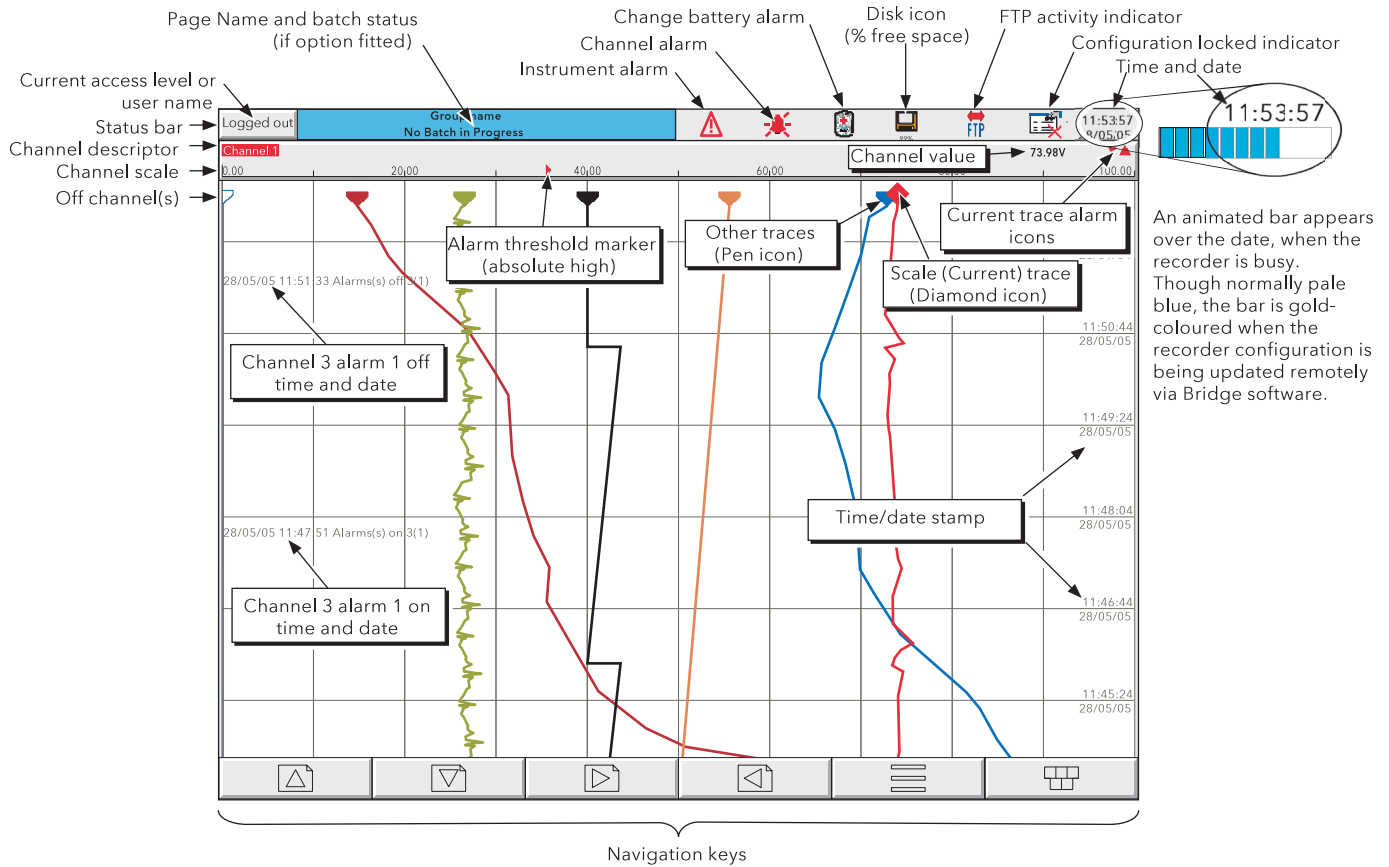 Page Name and batch status
(if option fitted)
Change battery alarm
Channel alarm
Instrument alarm
Disk icon
(% free space)
FTP activity indicator
Configuration locked indicator
Time and date
Current access level or
user name
Status bar
Channel descriptor
Channel scale
Off channel(s)
Logged out
Group name
No Batch in Progress
99%
FTP
11:53:57
8/05/05
11:53:57
Channel 1
Channel value
73.98V
0.00
20.00
40.00
60.00
80.00
100.00
Alarm threshold marker
(absolute high)
Other traces
(Pen icon)
Current trace alarm
icons
Scale (Current) trace
(Diamond icon)
An animated bar appears
over the date, when the
recorder is busy.
Though normally pale
blue, the bar is gold-
coloured when the
recorder configuration is
being updated remotely
via Bridge software.
28/05/05 11:51:33 Alarms(s) off 3(1)
Channel 3 alarm 1 off
time and date
11:50:44
28/05/05
11:49:24
28/05/05
Time/date stamp
11:48:04
28/05/05
28/05/05 11:47:51 Alarms(s) on 3(1)
Channel 3 alarm 1 on
time and date
11:46:44
28/05/05
11:45:24
28/05/05
Navigation keys